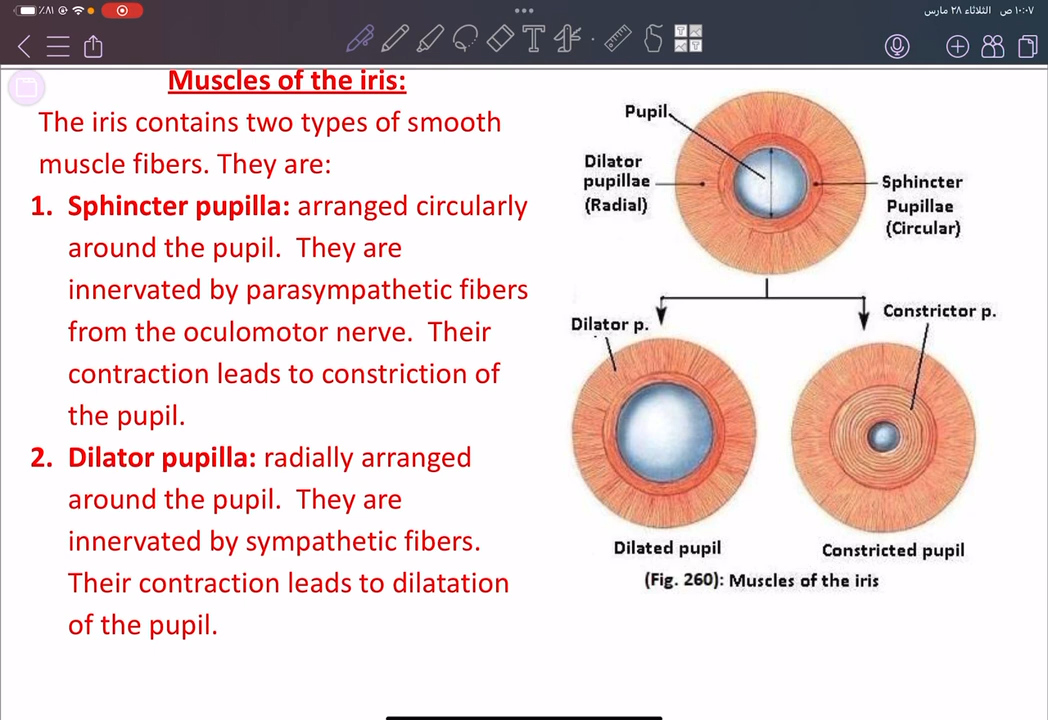 ٪٨١
١٠:٠٧ ص الثلاثاء ٢٨ مارس
Muscles of the iris:
The iris contains two types of smooth
muscle fibers. They are:
1. Sphincter pupilla: arranged circularly
around the pupil. They are
innervated by parasympathetic fibers
from the oculomotor nerve. Their
contraction leads to constriction of
the pupil.
2. Dilator pupilla: radially arranged
around the pupil. They are
innervated by sympathetic fibers.
Their contraction leads to dilatation
of the pupil.
Pupil
Dilator
pupillae
(Radial)
Sphincter
Pupillae
(Circular)
Dilator p.
Constrictor p.
Dilated pupil
Constricted pupil
(Fig. 260): Muscles of the iris